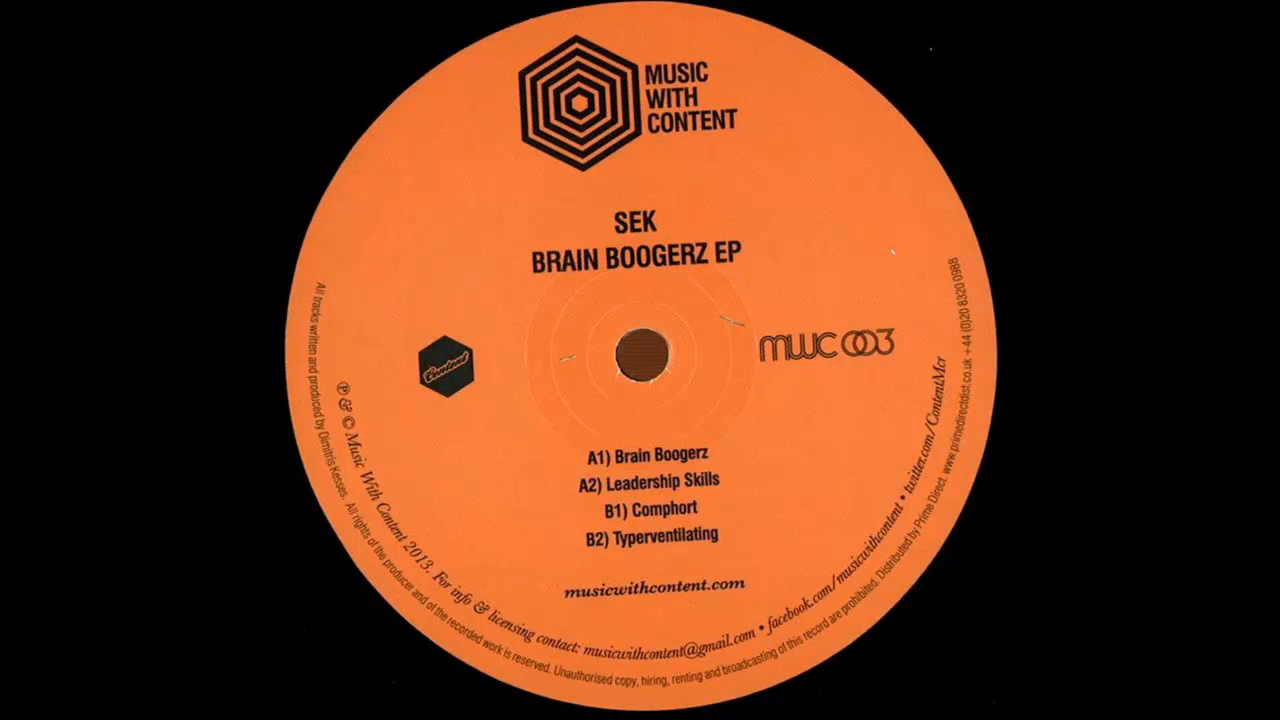 MUSIC
WITH
CONTENT
SEK
BRAIN BOOGERZ EP
Content
MWC 003
A1) Brain Boogerz
A2) Leadership Skills
B1) Comphort
B2) Typerventilating
musicwithcontent.com
℗ & © Music With Content 2013. For info & licensing contact: musicwithcontent@gmail.com • facebook.com/musicwithcontent • twitter.com/ContentMcr
All tracks written and produced by Dimitris Kesses. All rights of the producer and of the recorded work is reserved. Unauthorised copy, hiring, renting and broadcasting of this record are prohibited. Distributed by Prime Direct. www.primedirectdist.co.uk +44 (0)20 8320 0988